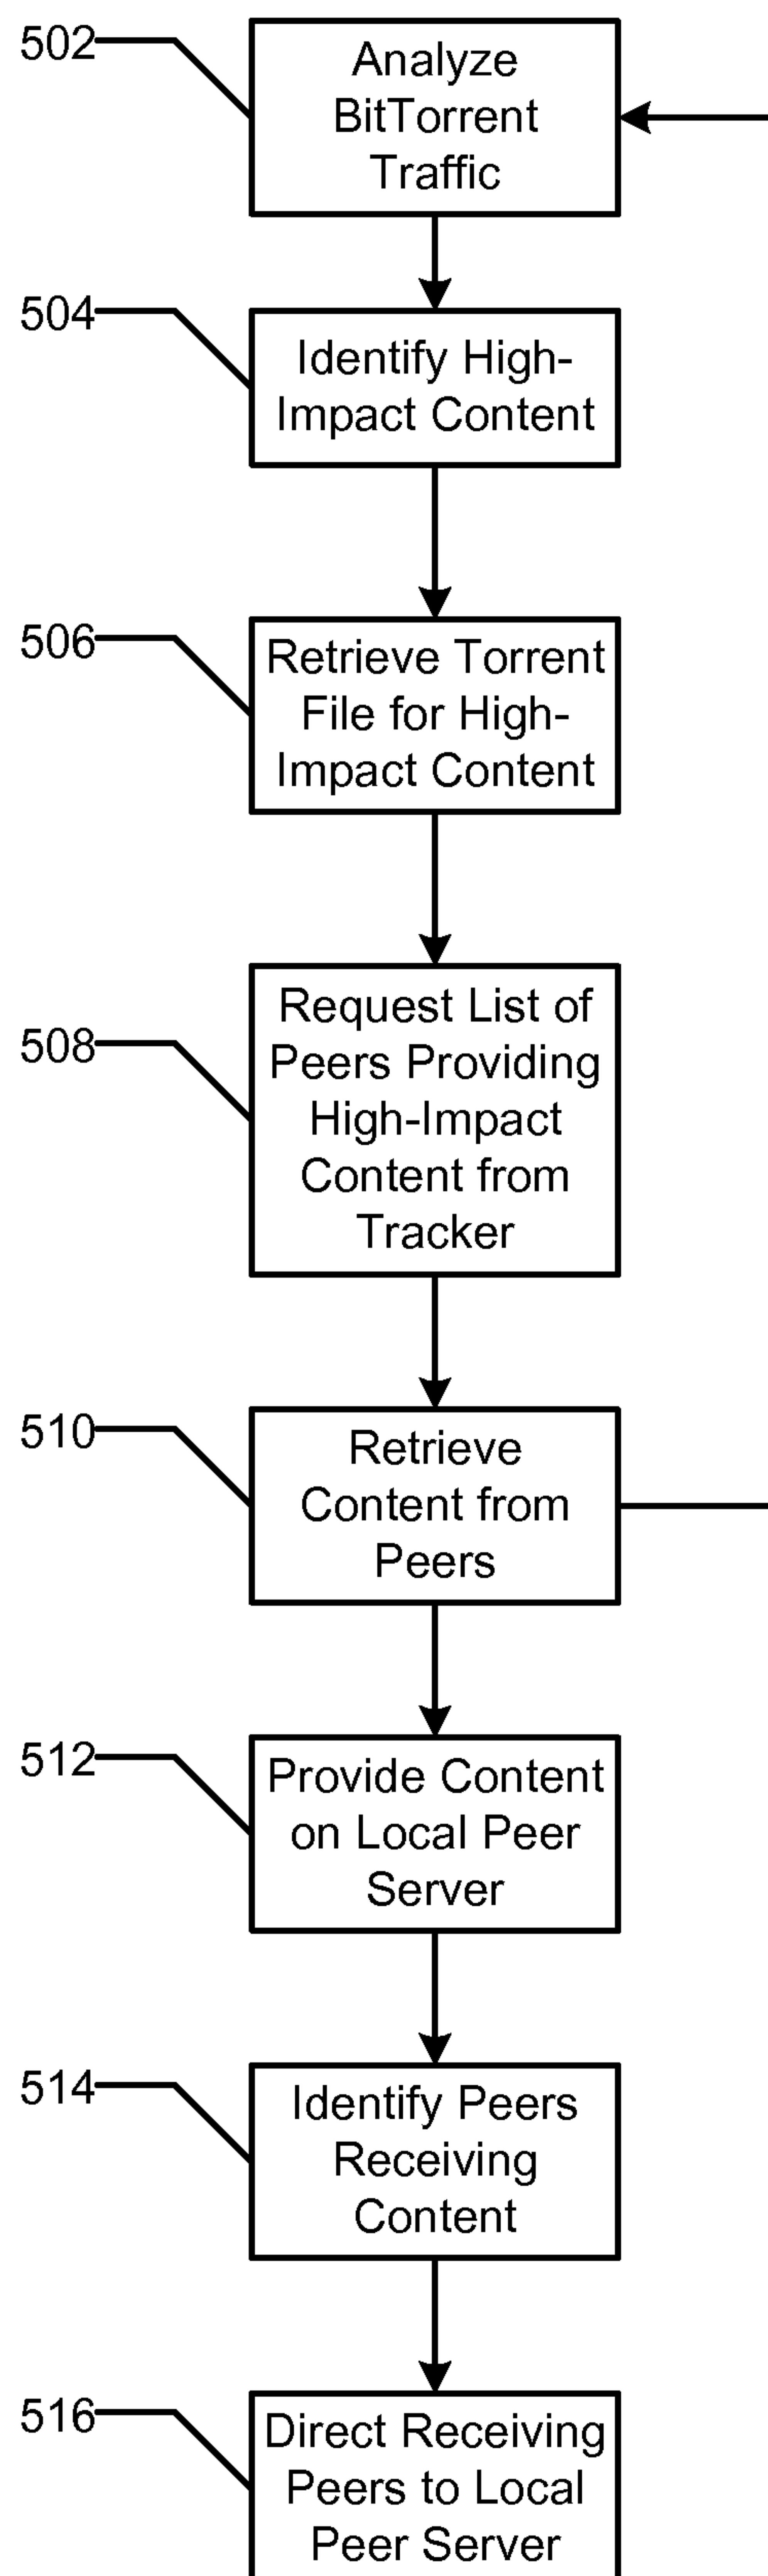 502
Analyze
BitTorrent
Traffic
504
Identify High-
Impact Content
506
Retrieve Torrent
File for High-
Impact Content
508
Request List of
Peers Providing
High-Impact
Content from
Tracker
510
Retrieve
Content from
Peers
512
Provide Content
on Local Peer
Server
514
Identify Peers
Receiving
Content
516
Direct Receiving
Peers to Local
Peer Server